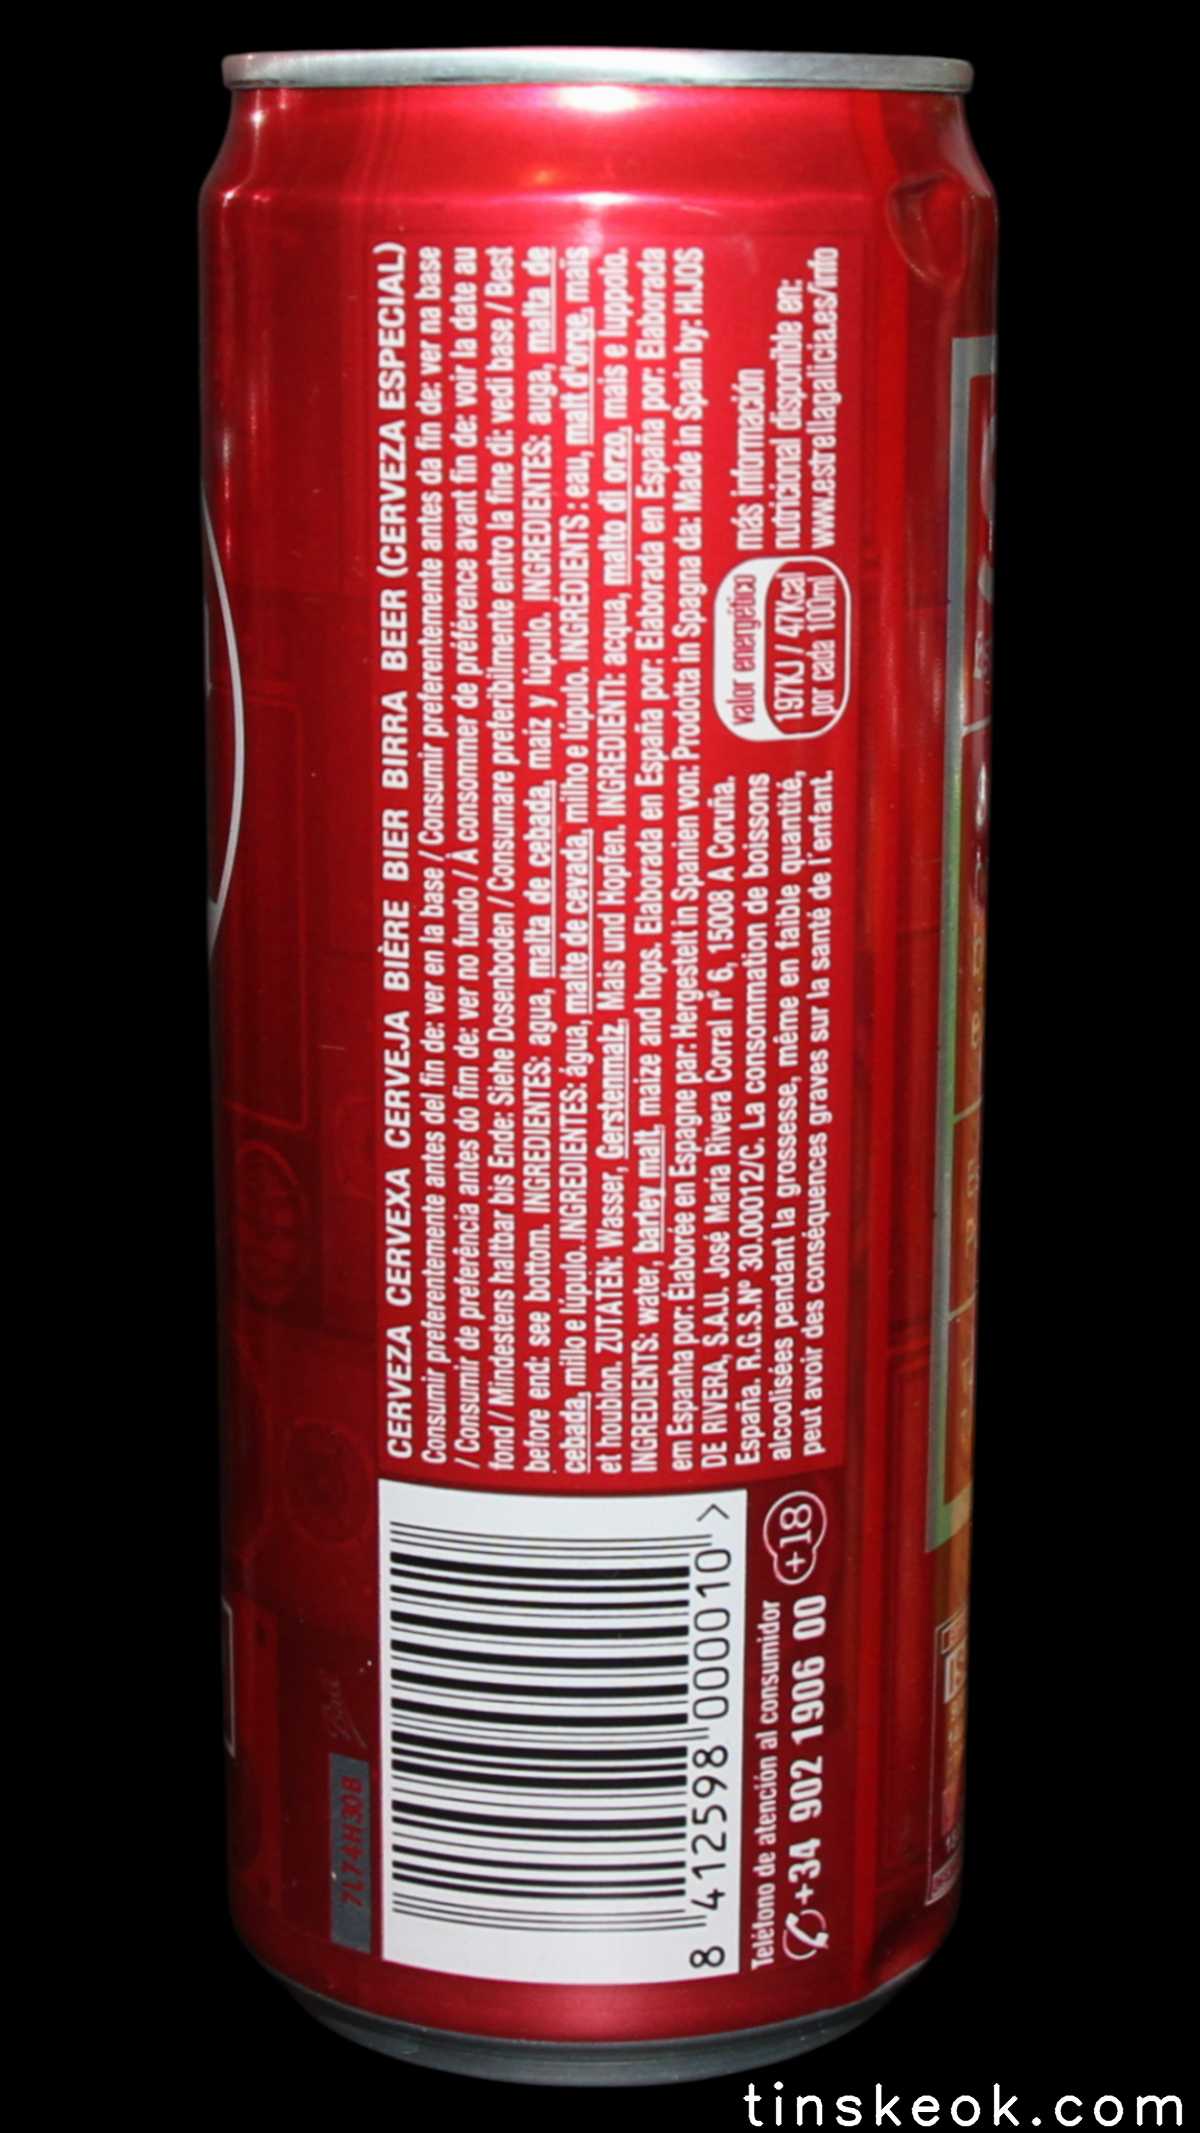 CERVEZA CERVEXA CERVEJA BIÈRE BIER BIRRA BEER (CERVEZA ESPECIAL)
Consumir preferentemente antes del fin de: ver en la base / Consumir preferentemente antes da fin de: ver na base
/ Consumir de preferência antes do fim de: ver no fundo / À consommer de préférence avant fin de: voir la date au
fond / Mindestens haltbar bis Ende: Siehe Dosenboden / Consumare preferibilmente entro la fine di: vedi base / Best
before end: see bottom. INGREDIENTES: agua, malta de cebada, maíz y lúpulo. INGREDIENTES: auga, malta de
cebada, millo e lúpulo. INGREDIENTES: água, malte de cevada, milho e lúpulo. INGRÉDIENTS : eau, malt d'orge, maïs
et houblon. ZUTATEN: Wasser, Gerstenmalz, Mais und Hopfen. INGREDIENTI: acqua, malto di orzo, mais e luppolo.
INGREDIENTS: water, barley malt, maize and hops. Elaborada en España por: Elaborada en España por: Elaborada
em Espanha por: Élaborée en Espagne par: Hergestelt in Spanien von: Prodotta in Spagna da: Made in Spain by: HIJOS
DE RIVERA, S.A.U. José María Rivera Corral nº 6, 15008 A Coruña.
España. R.G.S.Nº 30.00012/C. La consommation de boissons
alcoolisées pendant la grossesse, même en faible quantité,
peut avoir des conséquences graves sur la santé de l'enfant.
valor energético
197KJ / 47Kcal
por cada 100ml
más información
nutricional disponible en:
www.estrellagalicia.es/info
8 412598 000010 >
Teléfono de atención al consumidor
+34 902 1906 00 +18
7L74H30B
tinskeok.com